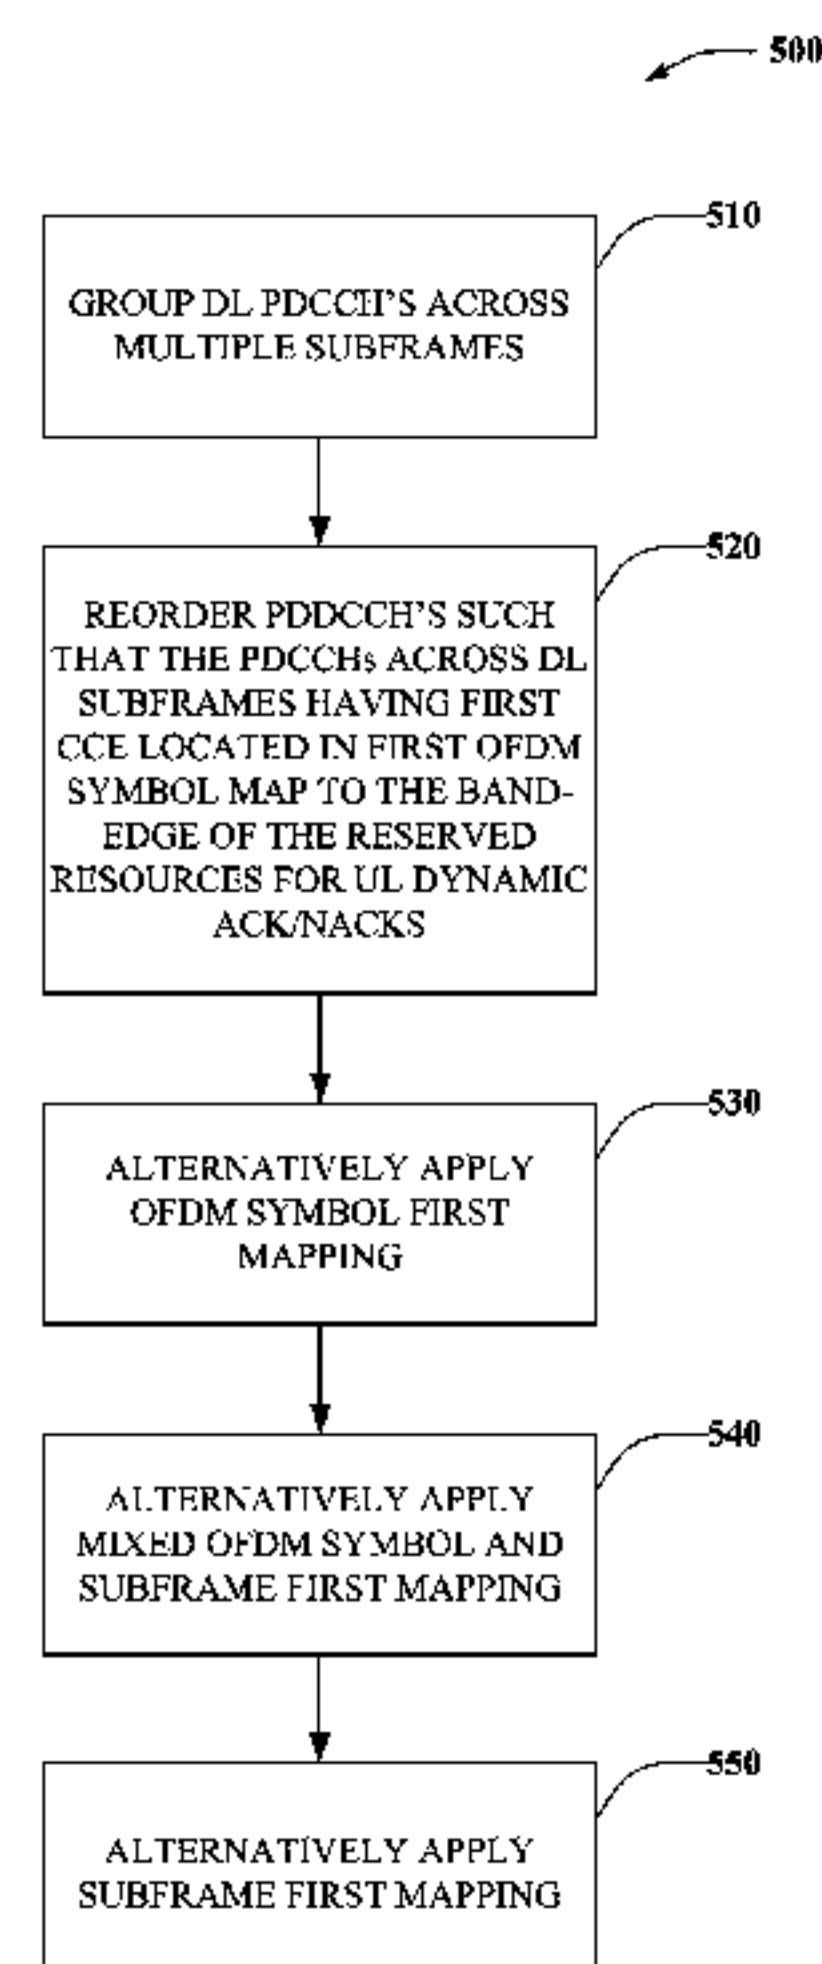 500
510
GROUP DL PDCCH'S ACROSS
MULTIPLE SUBFRAMES
520
REORDER PDDCCH'S SUCH
THAT THE PDCCHs ACROSS DL
SUBFRAMES HAVING FIRST
CCE LOCATED IN FIRST OFDM
SYMBOL MAP TO THE BAND-
EDGE OF THE RESERVED
RESOURCES FOR UL DYNAMIC
ACK/NACKS
530
ALTERNATIVELY APPLY
OFDM SYMBOL FIRST
MAPPING
540
ALTERNATIVELY APPLY
MIXED OFDM SYMBOL AND
SUBFRAME FIRST MAPPING
550
ALTERNATIVELY APPLY
SUBFRAME FIRST MAPPING